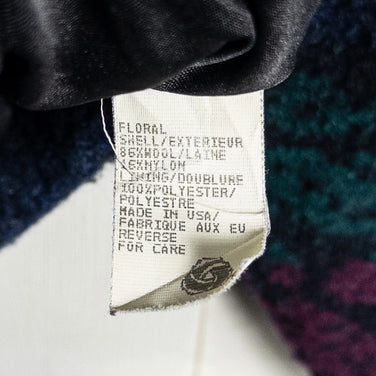 FLORAL
SHELL/EXTERIEUR
86%WOOL/LAINE
NYLON
LINING/DOUBLURE
100%POLYESTER/
POLYESTRE
MADE IN USA/
FABRIQUE AUX EU
REVERSE
FOR CARE